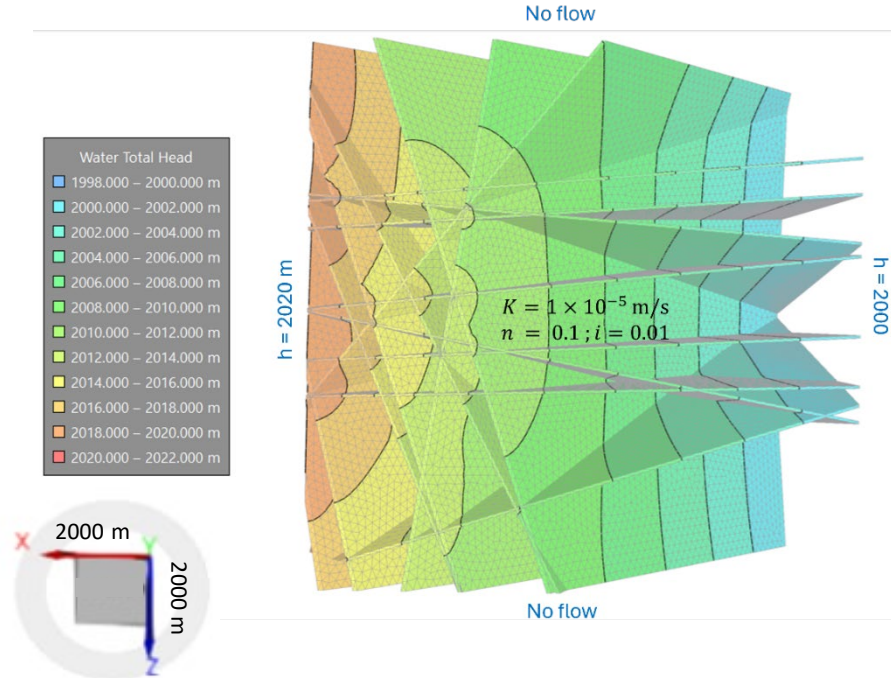 No flow
Water Total Head
1998.000 – 2000.000 m
2000.000 – 2002.000 m
2002.000 – 2004.000 m
2004.000 – 2006.000 m
2006.000 – 2008.000 m
2008.000 – 2010.000 m
2010.000 – 2012.000 m
2012.000 – 2014.000 m
2014.000 – 2016.000 m
2016.000 – 2018.000 m
2018.000 – 2020.000 m
2020.000 – 2022.000 m
h = 2020 m
K = 1 × 10⁻⁵ m/s
n = 0.1 ; i = 0.01
h = 2000
X
2000 m
Y
2000 m
Z
No flow